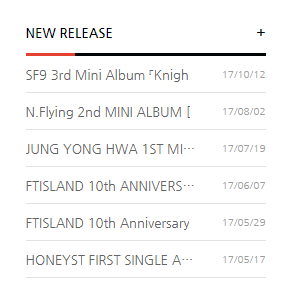 NEW RELEASE +
SF9 3rd Mini Album 「Knigh 17/10/12
N.Flying 2nd MINI ALBUM [ 17/08/02
JUNG YONG HWA 1ST MI··· 17/07/19
FTISLAND 10th ANNIVERS··· 17/06/07
FTISLAND 10th Anniversary 17/05/29
HONEYST FIRST SINGLE A··· 17/05/17